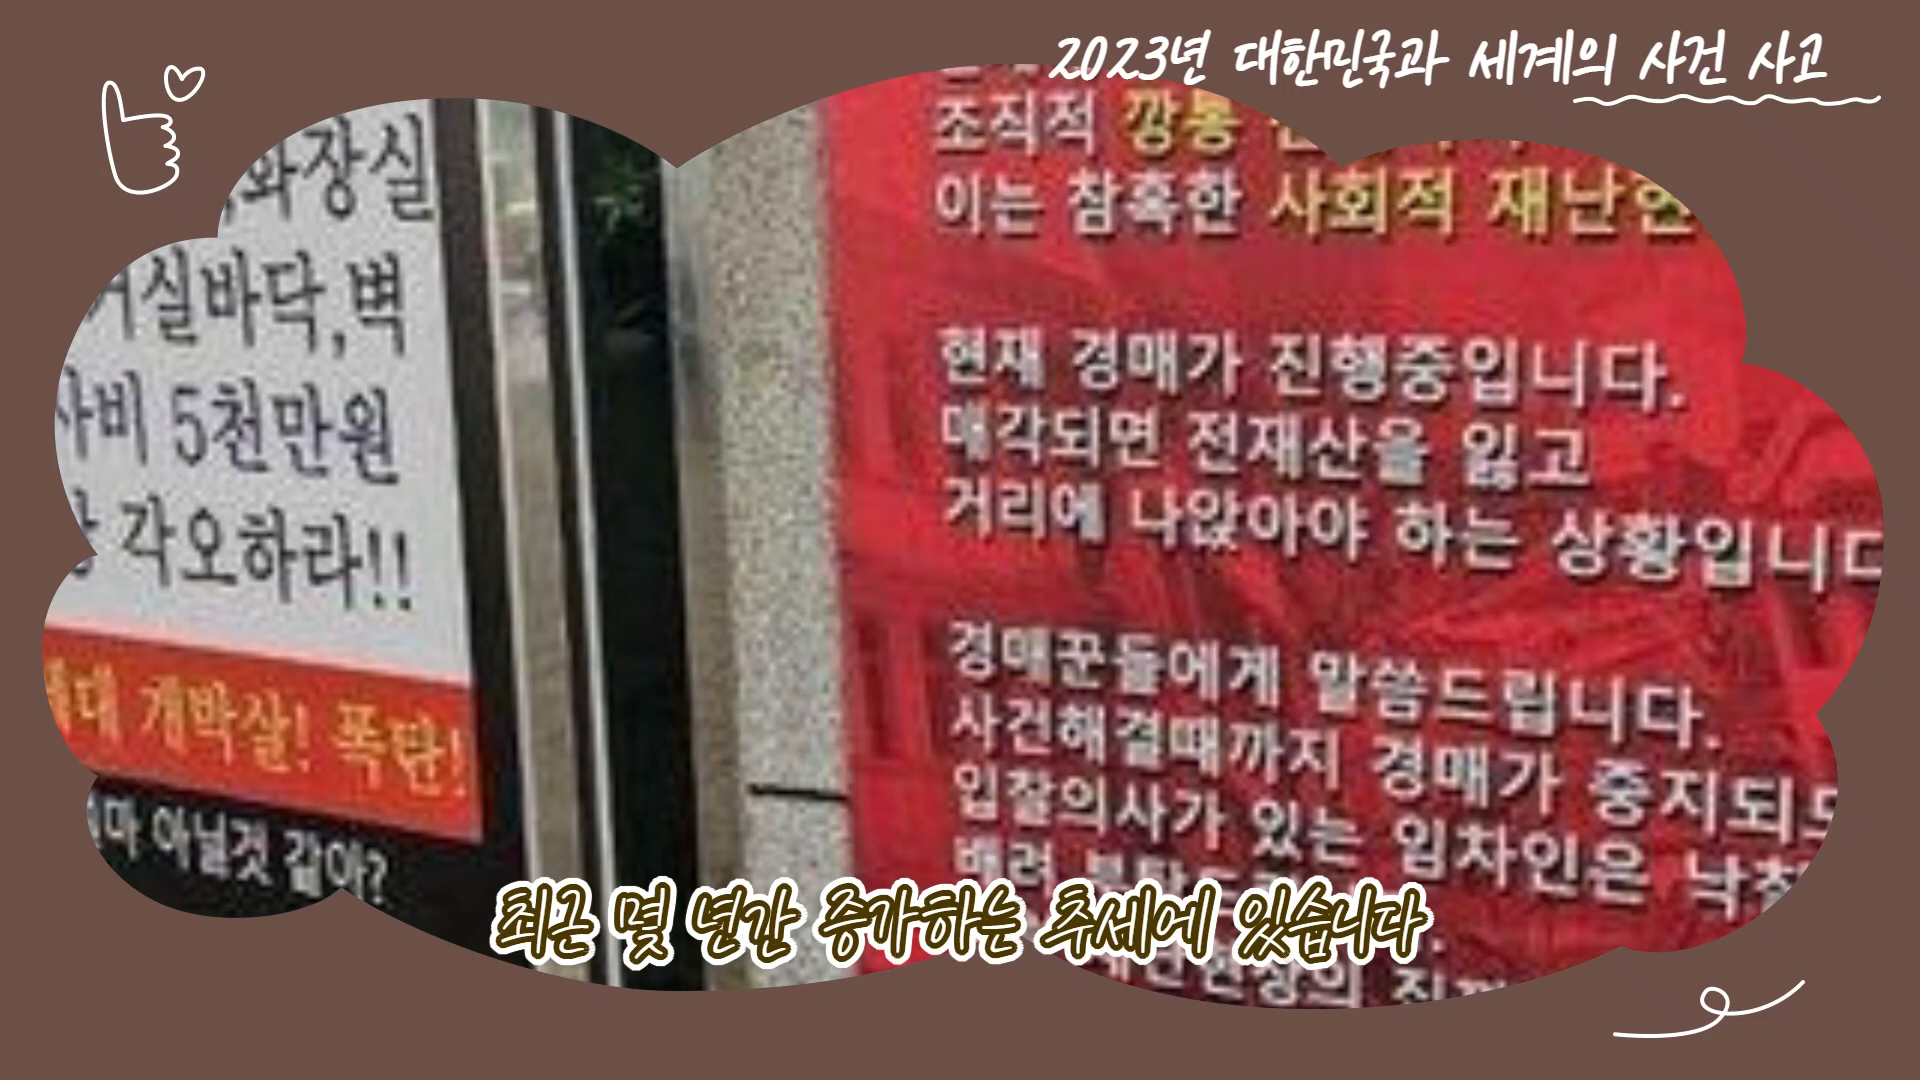 2023년 대한민국과 세계의 사건 사고
화장실
거실바닥,벽
사비 5천만원
각오하라!!
개박살! 폭탄!
아닐것 같아?
조직적 깡통
이는 참혹한 사회적 재난
현재 경매가 진행중입니다.
매각되면 전재산을 잃고
거리에 나앉아야 하는 상황입니다
경매꾼들에게 말씀드립니다.
사건해결때까지 경매가 중지되
입찰의사가 있는 임차인은
최근 몇 년간 증가하는 추세에 있습니다